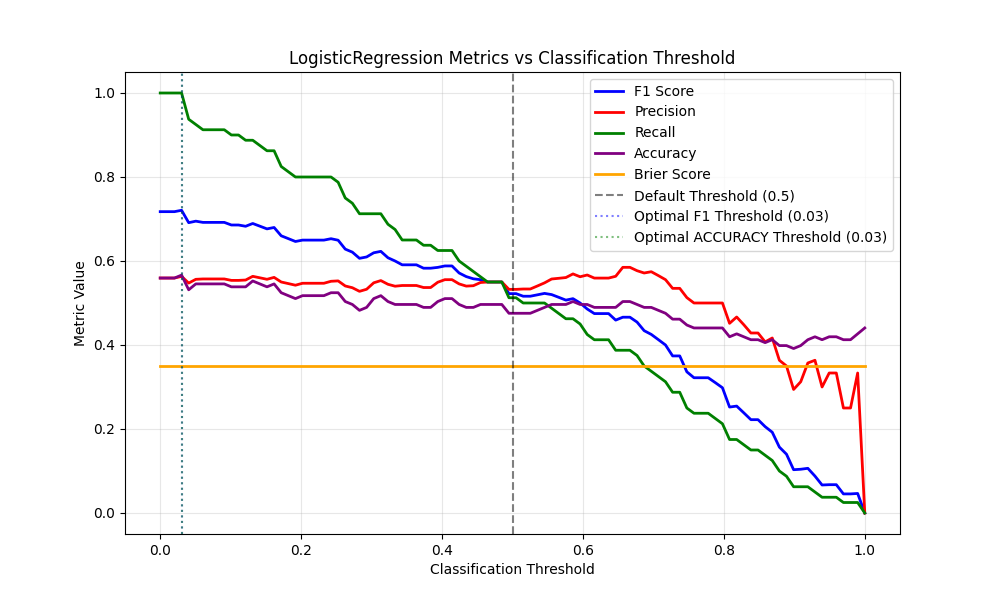 LogisticRegression Metrics vs Classification Threshold
F1 Score
Precision
Recall
Accuracy
Brier Score
Default Threshold (0.5)
Optimal F1 Threshold (0.03)
Optimal ACCURACY Threshold (0.03)
Metric Value
1.0
0.8
0.6
0.4
0.2
0.0
0.0 0.2 0.4 0.6 0.8 1.0
Classification Threshold